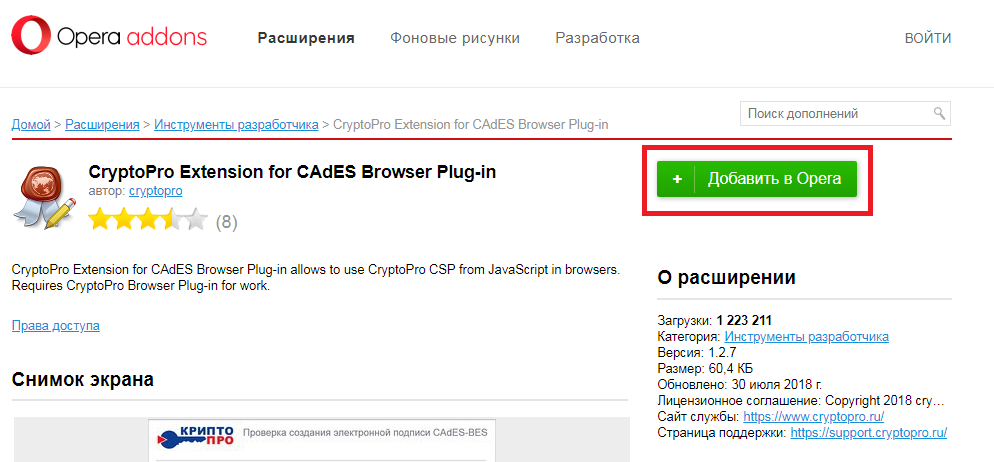 Opera addons
Расширения
Фоновые рисунки
Разработка
ВОЙТИ
Поиск дополнений
Домой > Расширения > Инструменты разработчика > CryptoPro Extension for CAdES Browser Plug-in
CryptoPro Extension for CAdES Browser Plug-in
автор: cryptopro
(8)
+ Добавить в Opera
CryptoPro Extension for CAdES Browser Plug-in allows to use CryptoPro CSP from JavaScript in browsers.
Requires CryptoPro Browser Plug-in for work.
Права доступа
Снимок экрана
КРИПТО
ПРО
Проверка создания электронной подписи CAdES-BES
О расширении
Загрузки: 1 223 211
Категория: Инструменты разработчика
Версия: 1.2.7
Размер: 60,4 КБ
Обновлено: 30 июля 2018 г.
Лицензионное соглашение: Copyright 2018 cry…
Сайт службы: https://www.cryptopro.ru/
Страница поддержки: https://support.cryptopro.ru/